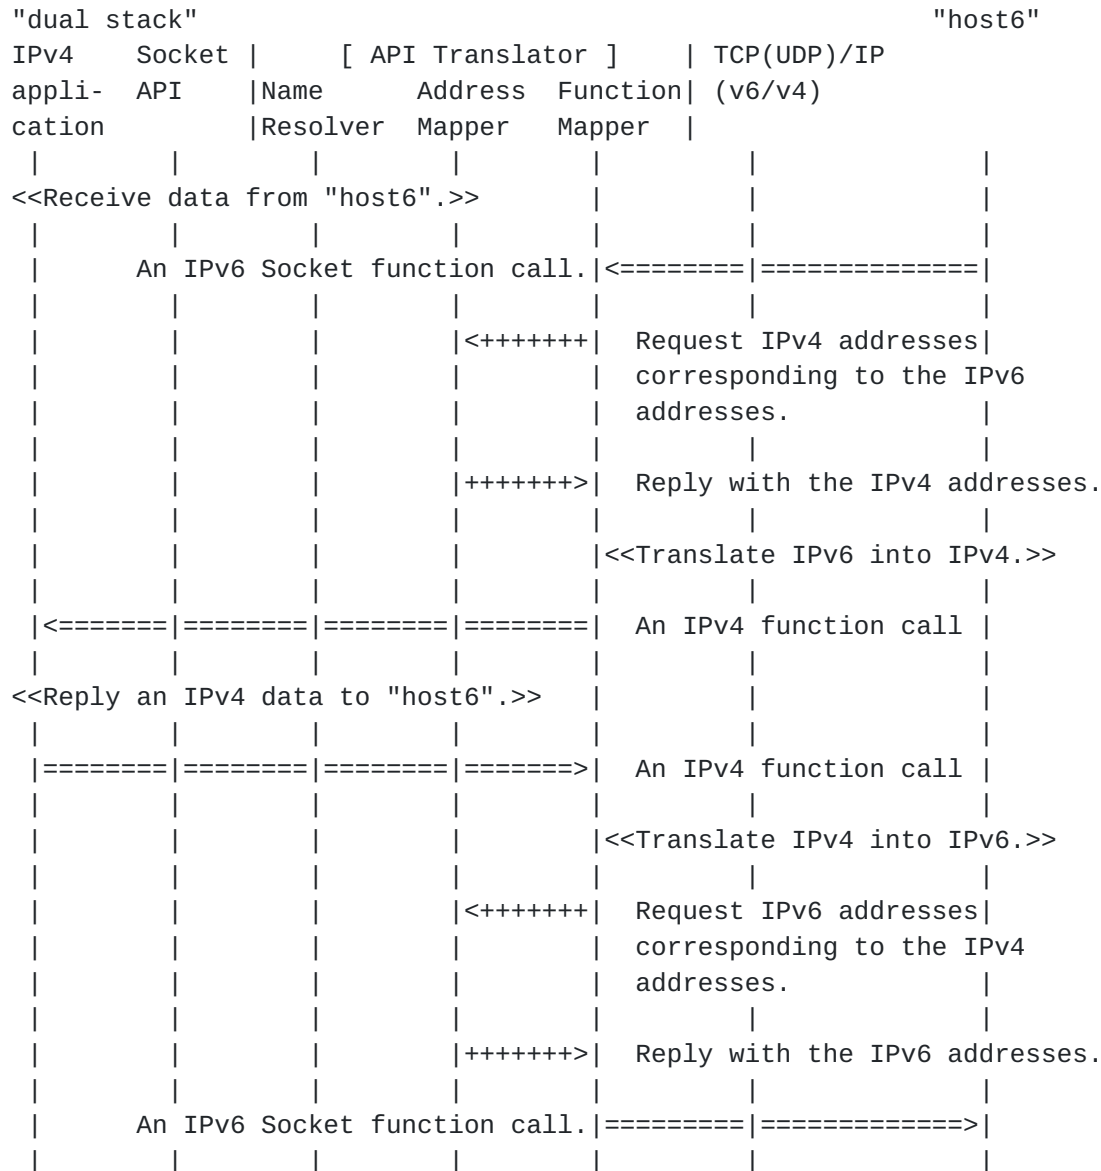 "dual stack"                                               "host6"
IPv4    Socket |     [ API Translator ]    | TCP(UDP)/IP
appli-  API    |Name      Address  Function| (v6/v4)
cation         |Resolver  Mapper   Mapper  |
 |        |        |        |        |         |              |
<<Receive data from "host6".>>       |         |              |
 |        |        |        |        |         |              |
 |      An IPv6 Socket function call.|<========|==============|
 |        |        |        |        |         |              |
 |        |        |        |<+++++++|  Request IPv4 addresses|
 |        |        |        |        |  corresponding to the IPv6
 |        |        |        |        |  addresses.            |
 |        |        |        |        |         |              |
 |        |        |        |+++++++>|  Reply with the IPv4 addresses.
 |        |        |        |        |         |              |
 |        |        |        |        |<<Translate IPv6 into IPv4.>>
 |        |        |        |        |         |              |
 |<=======|========|========|========|  An IPv4 function call |
 |        |        |        |        |         |              |
<<Reply an IPv4 data to "host6".>>   |         |              |
 |        |        |        |        |         |              |
 |========|========|========|=======>|  An IPv4 function call |
 |        |        |        |        |         |              |
 |        |        |        |        |<<Translate IPv4 into IPv6.>>
 |        |        |        |        |         |              |
 |        |        |        |<+++++++|  Request IPv6 addresses|
 |        |        |        |        |  corresponding to the IPv4
 |        |        |        |        |  addresses.            |
 |        |        |        |        |         |              |
 |        |        |        |+++++++>|  Reply with the IPv6 addresses.
 |        |        |        |        |         |              |
 |      An IPv6 Socket function call.|=========|=============>|
 |        |        |        |        |         |              |